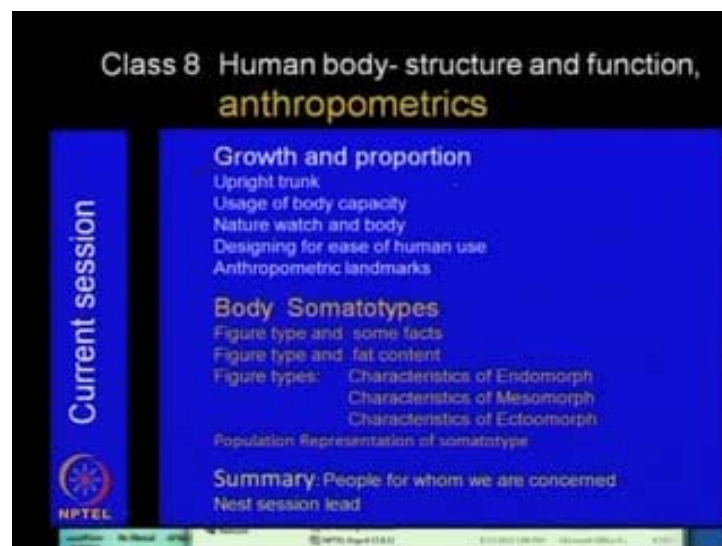 Class 8 Human body- structure and function,
anthropometrics
Current session
Growth and proportion
Upright trunk
Usage of body capacity
Nature watch and body
Designing for ease of human use
Anthropometric landmarks
Body Somatotypes
Figure type and some facts
Figure type and fat content
Figure types: Characteristics of Endomorph
Characteristics of Mesomorph
Characteristics of Ectoomorph
Population Representation of somatotype
Summary: People for whom we are concerned
Nest session lead
NPTEL